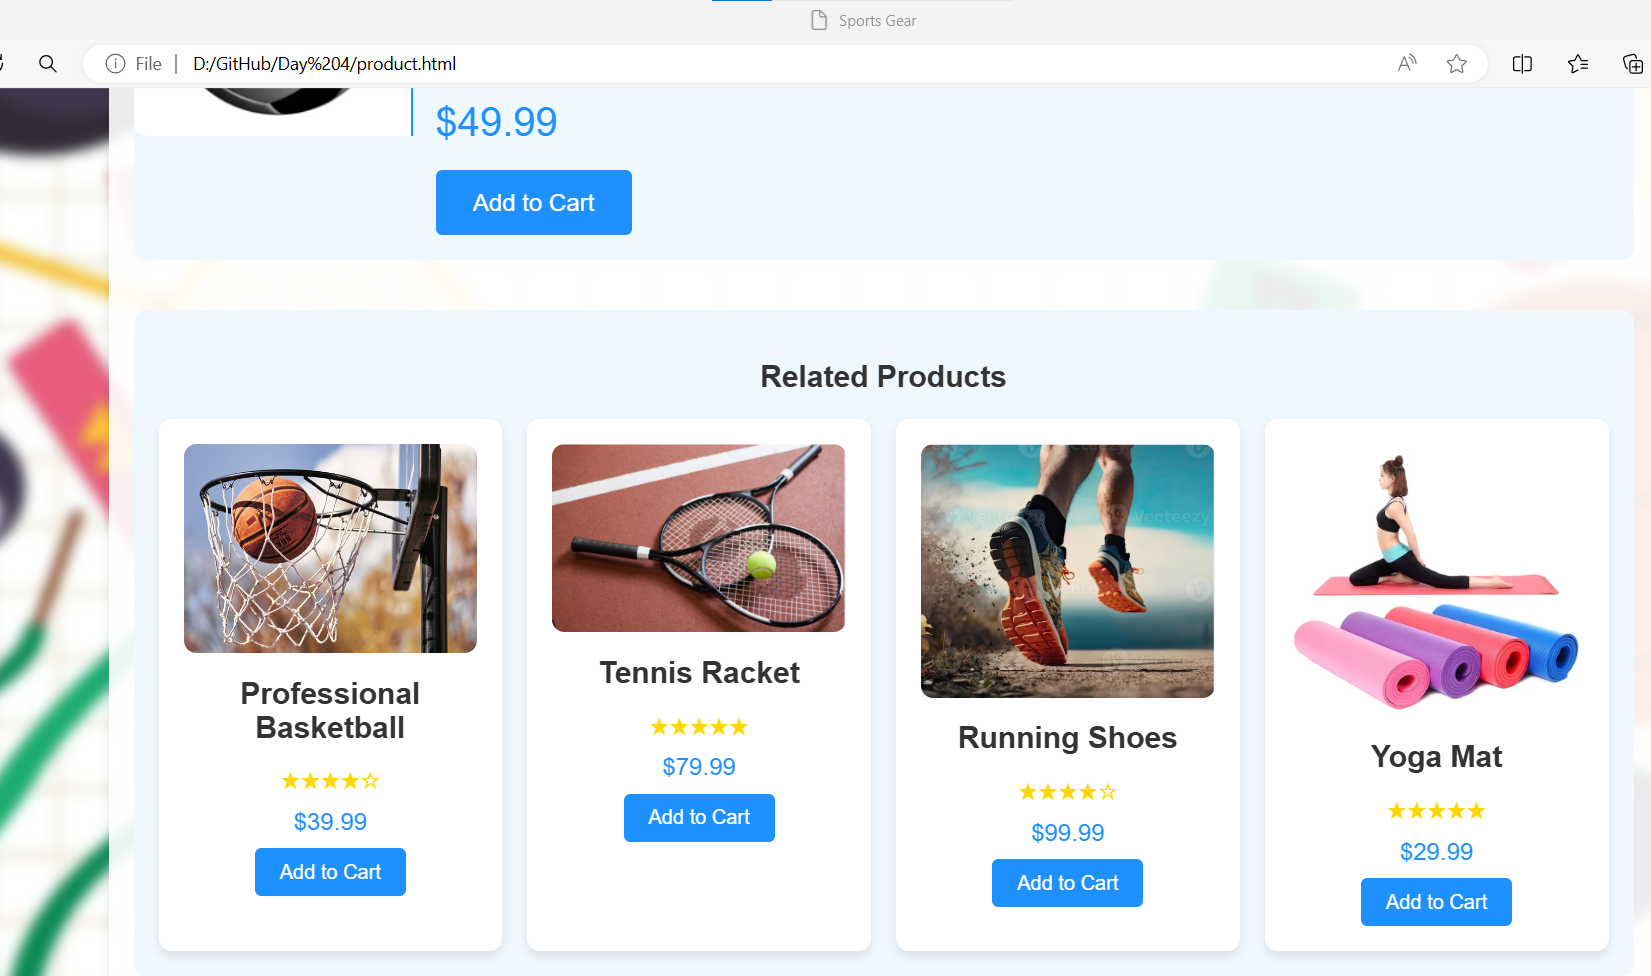 Sports Gear
File
D:/GitHub/Day%204/product.html
$49.99
Add to Cart
Related Products
Professional
Basketball
★★★★☆
$39.99
Add to Cart
Tennis Racket
★★★★★
$79.99
Add to Cart
Vecteezy
Vecteezy
Running Shoes
★★★★☆
$99.99
Add to Cart
Yoga Mat
★★★★★
$29.99
Add to Cart